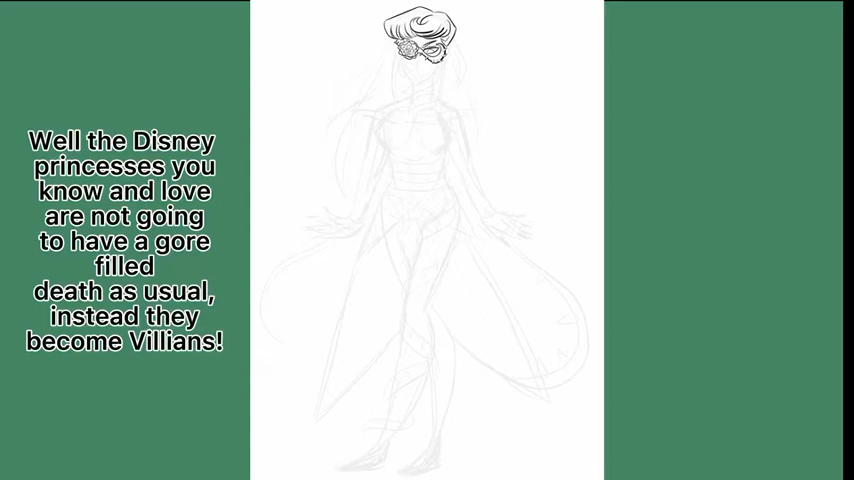 Well the Disney
princesses you
know and love
are not going
to have a gore
filled
death as usual,
instead they
become Villians!